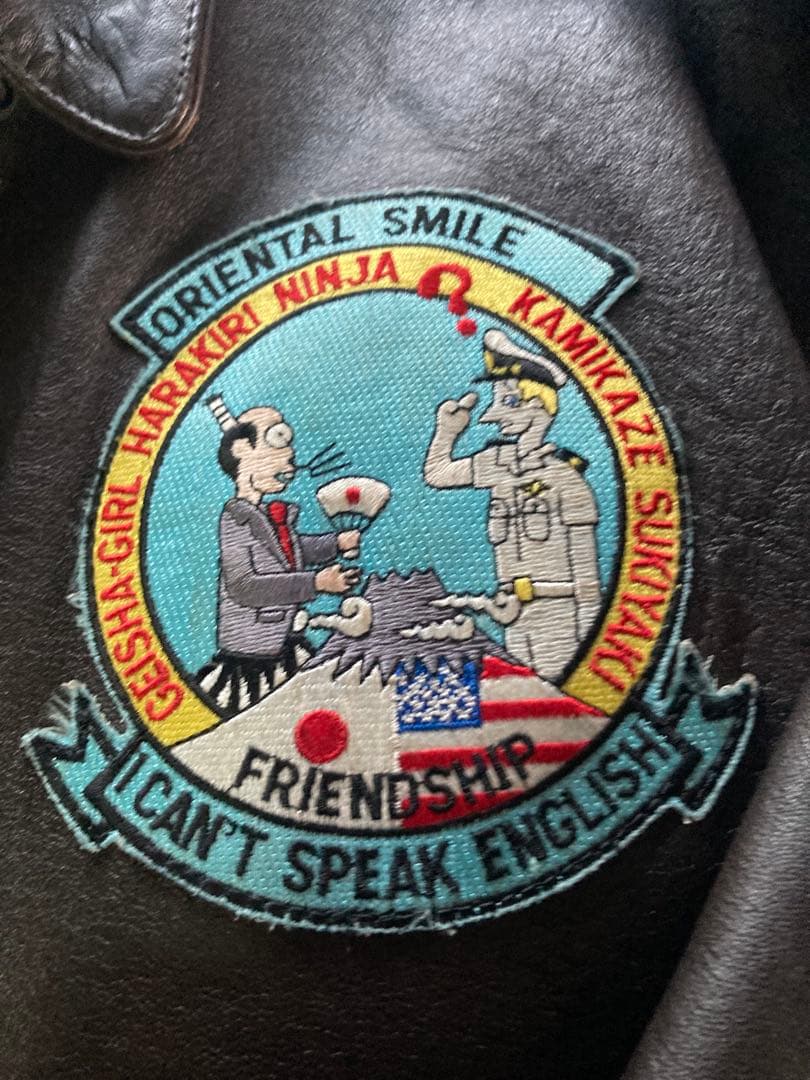 ORIENTAL SMILE
GEISHA-GIRL HARAKIRI NINJA ? KAMIKAZE SUKIYAKI
FRIENDSHIP
I CAN'T SPEAK ENGLISH